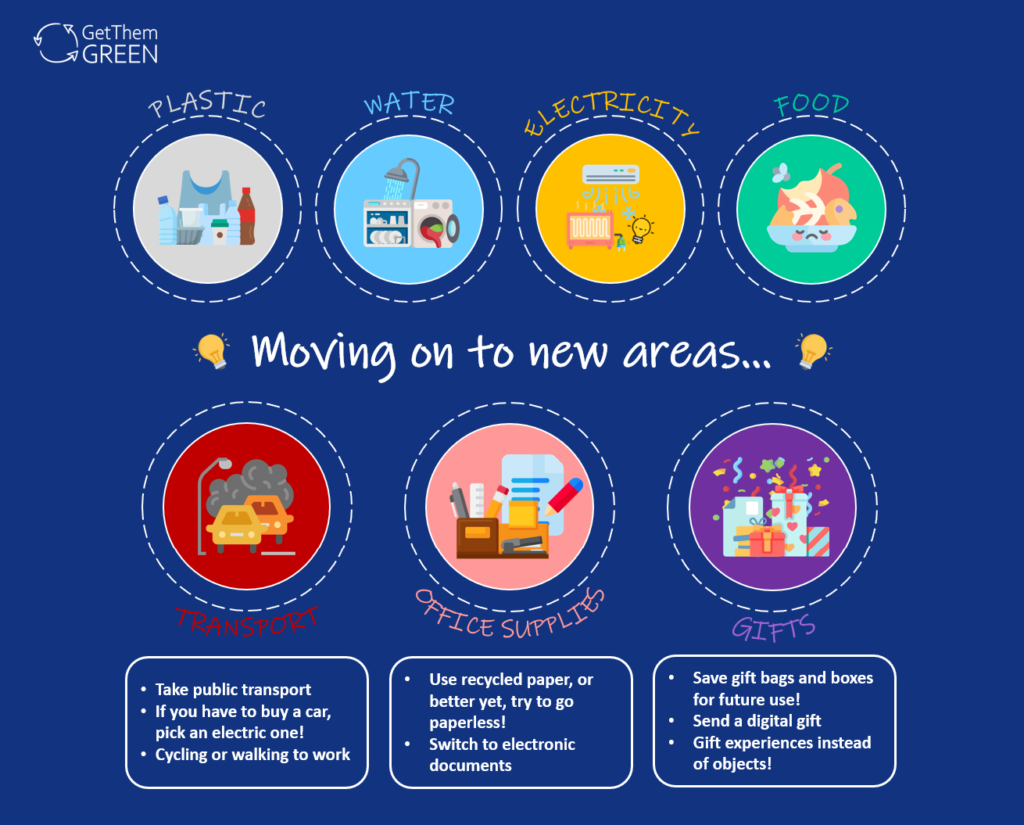 GetThem
GREEN
PLASTIC
WATER
ELECTRICITY
FOOD
Moving on to new areas...
TRANSPORT
OFFICE SUPPLIES
GIFTS
• Take public transport
• If you have to buy a car,
pick an electric one!
• Cycling or walking to work
• Use recycled paper, or
better yet, try to go
paperless!
• Switch to electronic
documents
• Save gift bags and boxes
for future use!
• Send a digital gift
• Gift experiences instead
of objects!